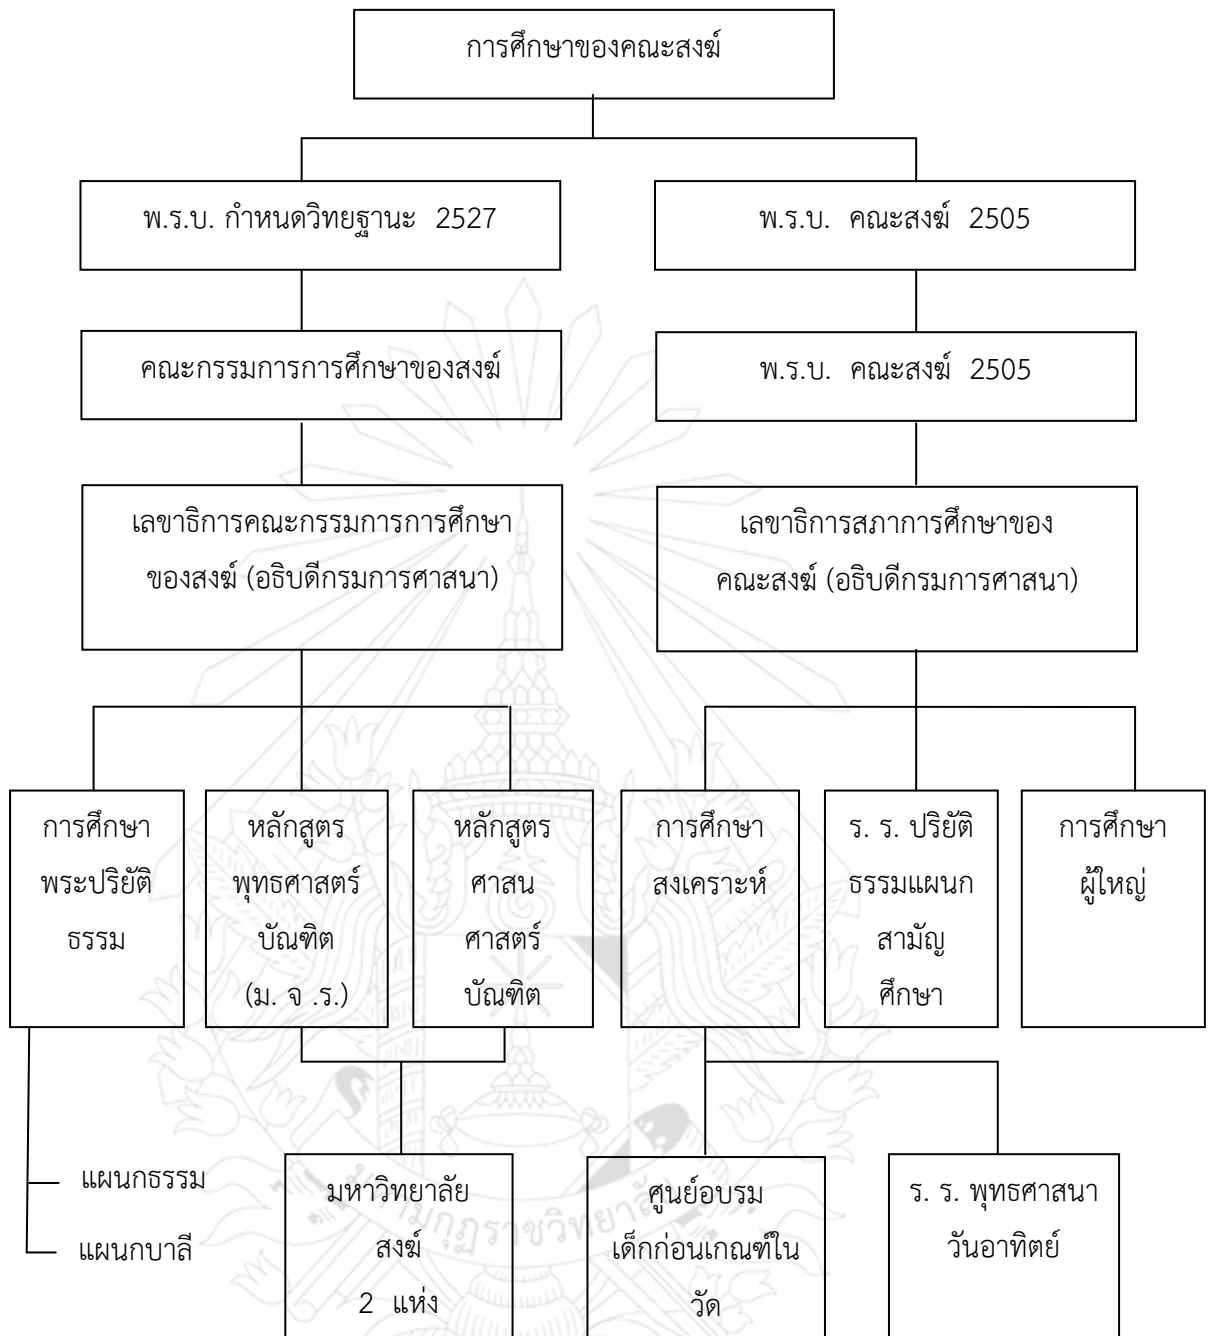 การศึกษาของคณะสงฆ์
พ.ร.บ. กำหนดวิทยฐานะ 2527
พ.ร.บ. คณะสงฆ์ 2505
คณะกรรมการการศึกษาของสงฆ์
พ.ร.บ. คณะสงฆ์ 2505
เลขาธิการคณะกรรมการการศึกษา
ของสงฆ์ (อธิบดีกรมการศาสนา)
เลขาธิการสภาการศึกษาของ
คณะสงฆ์ (อธิบดีกรมการศาสนา)
การศึกษา
พระปริยัติ
ธรรม
หลักสูตร
พุทธศาสตร์
บัณฑิต
(ม. จ .ร.)
หลักสูตร
ศาสน
ศาสตร์
บัณฑิต
การศึกษา
สงเคราะห์
ร. ร. ปริยัติ
ธรรมแผนก
สามัญ
ศึกษา
การศึกษา
ผู้ใหญ่
แผนกธรรม
แผนกบาลี
มหาวิทยาลัย
สงฆ์
2 แห่ง
ศูนย์อบรม
เด็กก่อนเกณฑ์ใน
วัด
ร. ร. พุทธศาสนา
วันอาทิตย์
มหามกุฏราชวิทยาลัย